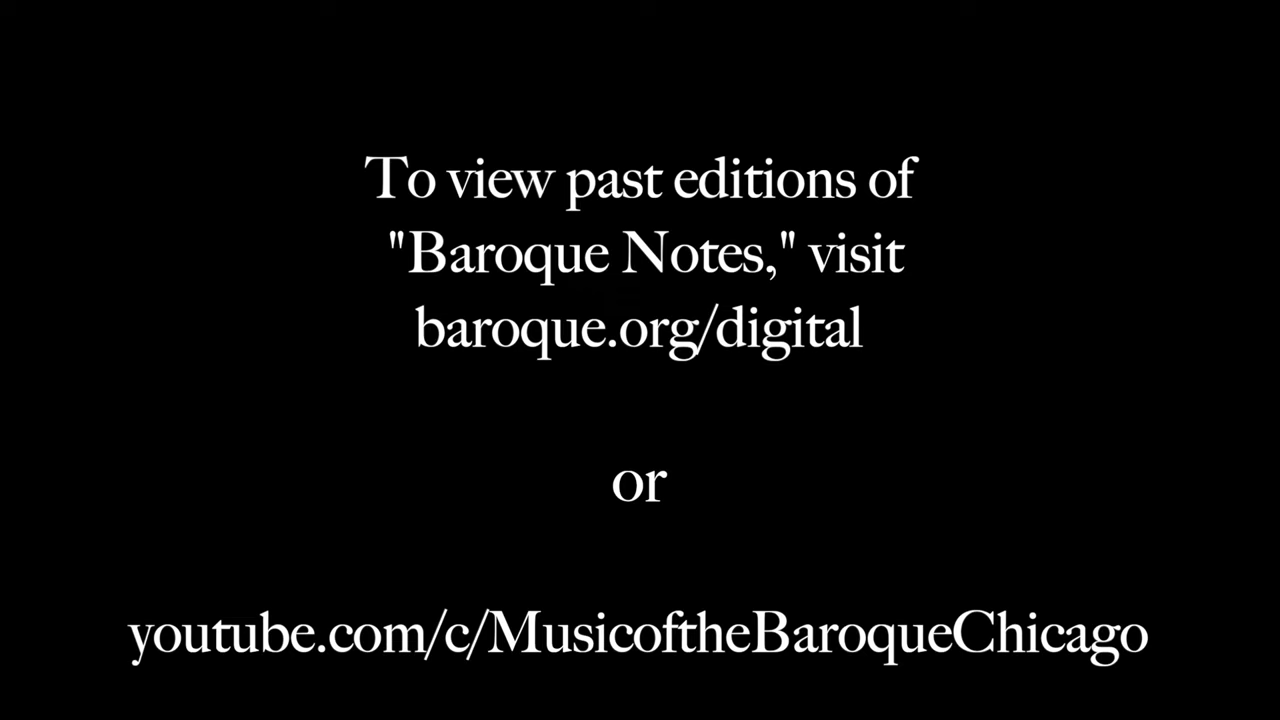 To view past editions of
"Baroque Notes," visit
baroque.org/digital
or
youtube.com/c/MusicoftheBaroqueChicago